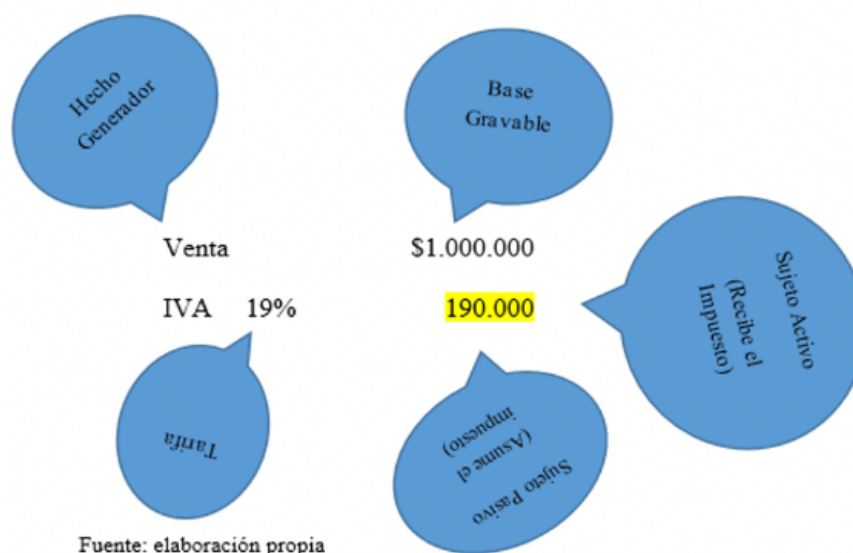 Hecho
Generador
Base
Gravable
Venta $1.000.000
Sujeto Activo
(Recibe el
Impuesto)
IVA 19% 190.000
Tarifa
Sujeto Pasivo
(Asume el
impuesto)
Fuente: elaboración propia